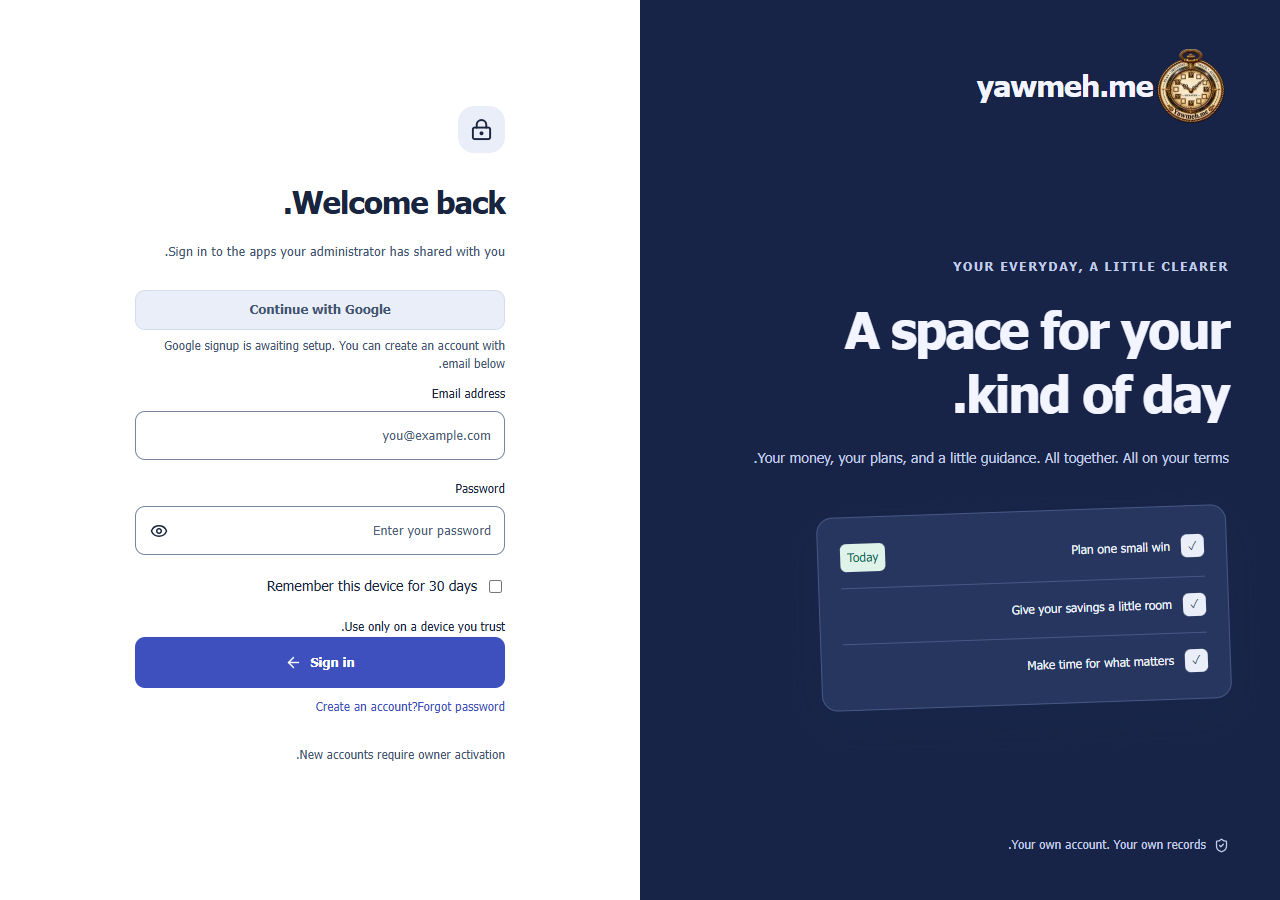 yawmeh.me
YOUR EVERYDAY, A LITTLE CLEARER
A space for your
kind of day.
Your money, your plans, and a little guidance. All together. All on your terms.
Plan one small win
Today
Give your savings a little room
Make time for what matters
Your own account. Your own records.
Welcome back.
Sign in to the apps your administrator has shared with you.
Continue with Google
Google signup is awaiting setup. You can create an account with
email below.
Email address
you@example.com
Password
Enter your password
Remember this device for 30 days
Use only on a device you trust.
Sign in
Create an account?Forgot password
New accounts require owner activation.